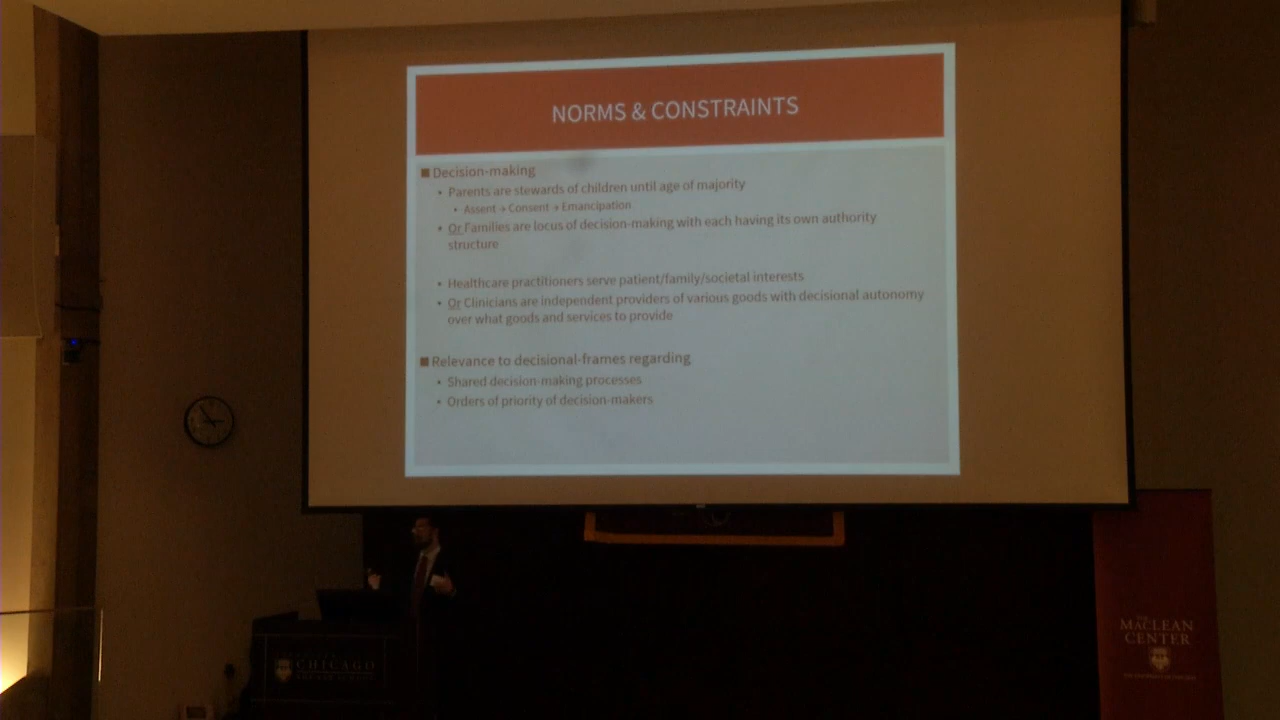 NORMS & CONSTRAINTS
■ Decision-making
• Parents are stewards of children until age of majority
• Assent → Consent → Emancipation
• Or Families are locus of decision-making with each having its own authority
structure
• Healthcare practitioners serve patient/family/societal interests
• Or Clinicians are independent providers of various goods with decisional autonomy
over what goods and services to provide
■ Relevance to decisional-frames regarding
• Shared decision-making processes
• Orders of priority of decision-makers
CHICAGO
MACLEAN
CENTER